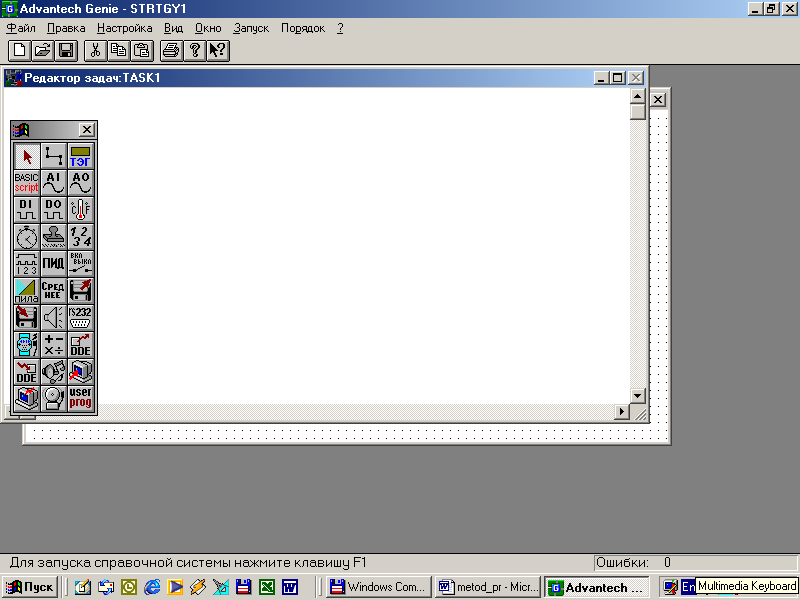 Advantech Genie - STRTGY1
Файл Правка Настройка Вид Окно Запуск Порядок ?
Редактор задач:TASK1
ТЭГ
BASIC script AI AO
DI DO C F
1 2 3 4
1 2 3 ПИД ВКЛ ВЫКЛ
ПИЛА СРЕД НЕЕ
rs232
+ - × ÷ DDE
DDE
user prog
Для запуска справочной системы нажмите клавишу F1 Ошибки: 0
Пуск Windows Com... metod_pr - Micr... Advantech ... En Multimedia Keyboard